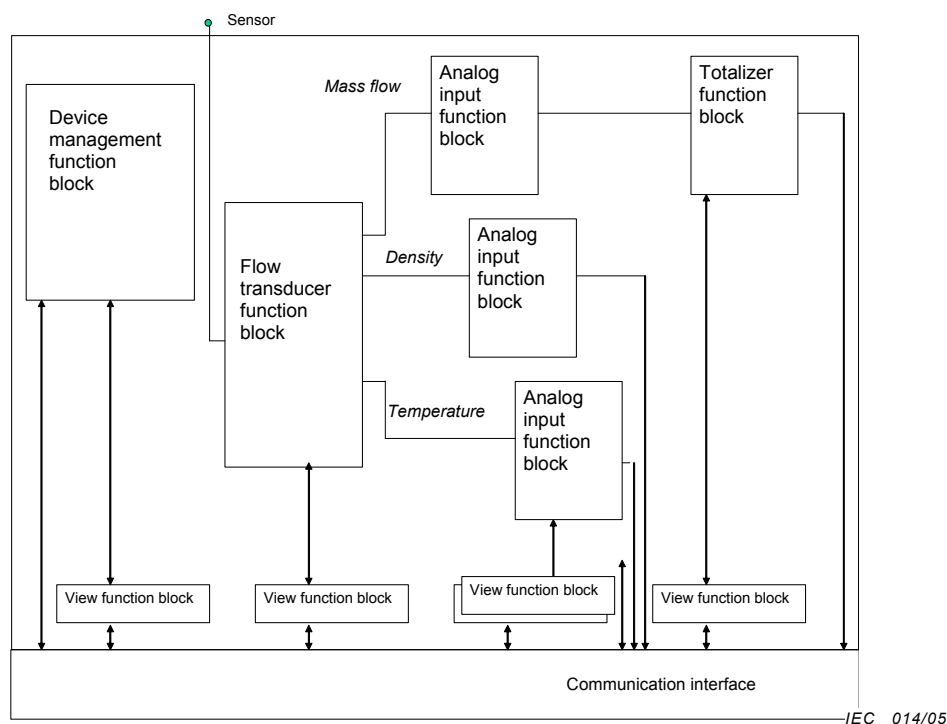 Sensor
Mass flow
Analog
input
function
block
Totalizer
function
block
Device
management
function
block
Density
Analog
input
function
block
Flow
transducer
function
block
Temperature
Analog
input
function
block
View function block
View function block
View function block
View function block
Communication interface
IEC 014/05